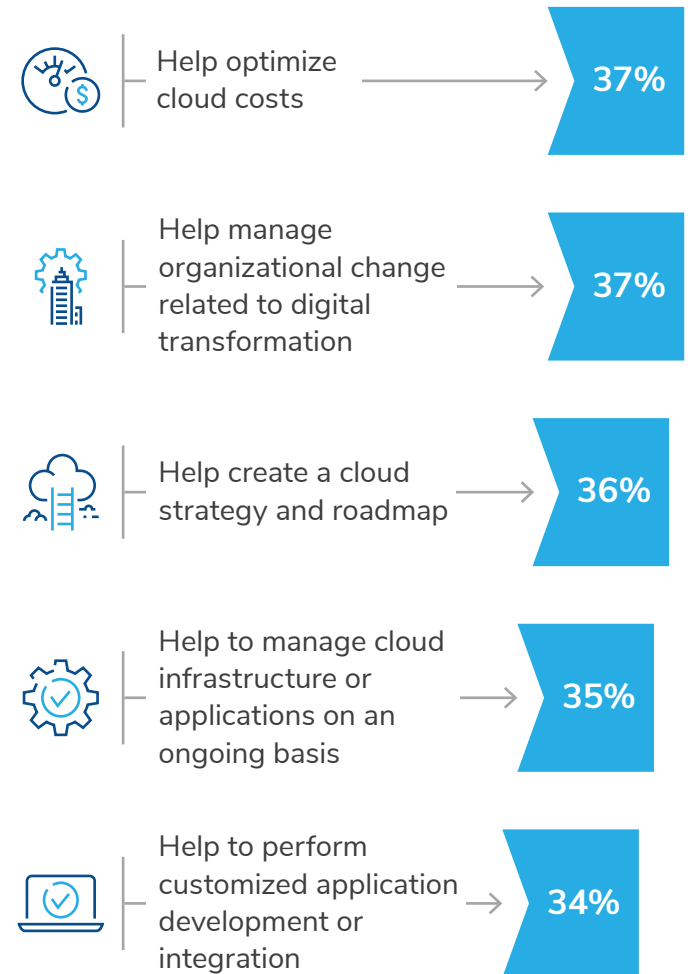 Help optimize
cloud costs
37%
$
Help manage
organizational change
related to digital
transformation
37%
Help create a cloud
strategy and roadmap
36%
Help to manage cloud
infrastructure or
applications on an
ongoing basis
35%
Help to perform
customized application
development or
integration
34%